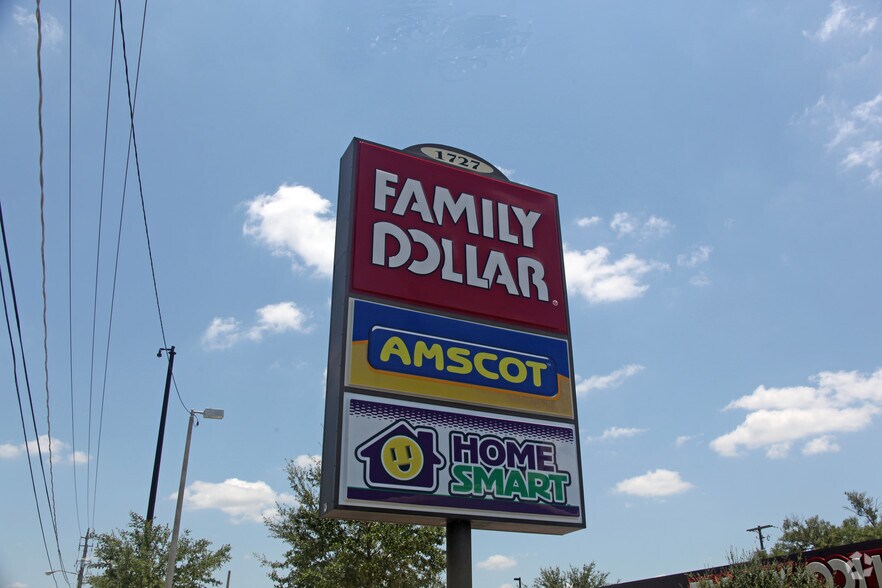 1727
FAMILY
DOLLAR
AMSCOT
HOME
SMART